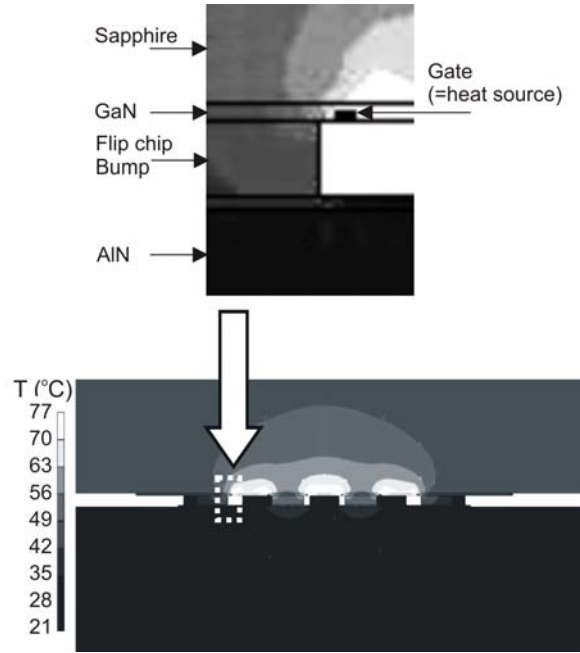 Sapphire
GaN
Flip chip
Bump
AlN
Gate
(=heat source)
T (°C)
77
70
63
56
49
42
35
28
21